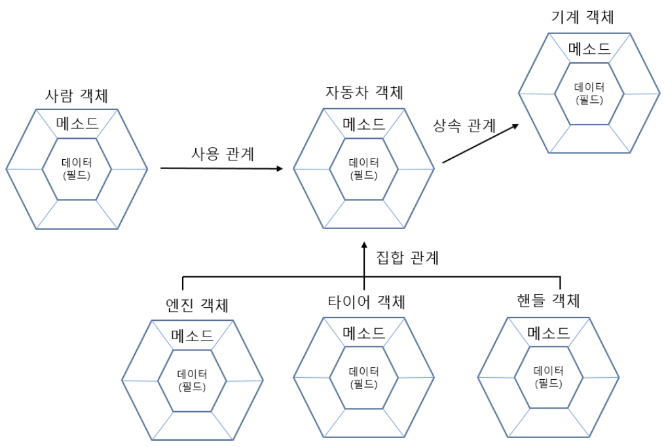 기계 객체
메소드
데이터
(필드)
사람 객체
메소드
데이터
(필드)
사용 관계
자동차 객체
메소드
데이터
(필드)
상속 관계
집합 관계
엔진 객체
메소드
데이터
(필드)
타이어 객체
메소드
데이터
(필드)
핸들 객체
메소드
데이터
(필드)